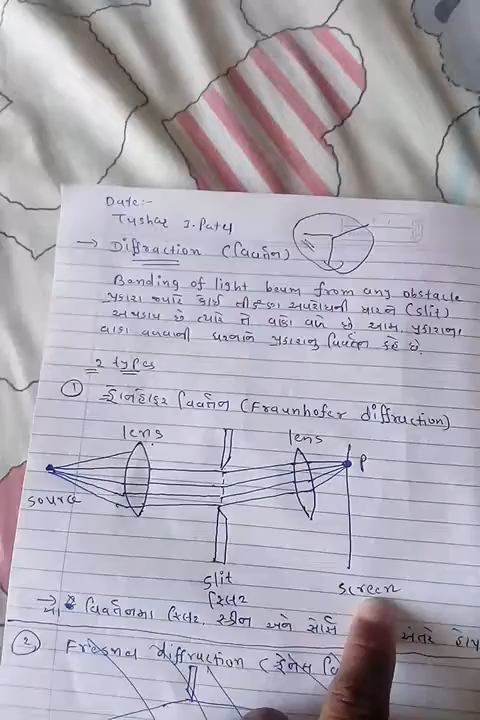 Date:-
Tushar I. Patel
→ Diffraction (વિવર્તન)
Banding of light beam from any obstacle
પ્રકાશ જ્યારે કોઈ તીક્ષ્ણ અવરોધની ધારને (slit)
અથડાય છે ત્યારે તે વાંકો વળે છે આમ, પ્રકાશના
વાંકા વળવાની ઘટનાને પ્રકાશનું વિવર્તન કહે છે.
2 types
① ફ્રોનહોફર વિવર્તન (Fraunhofer diffraction)
lens lens
P
source
slit
સ્લિટ
screen
→ વિવર્તનમાં સ્લિટ, સ્ક્રીન અને સોર્સ અંતરે હોય
② Fresnal diffraction (ફ્રેનેલ વિ